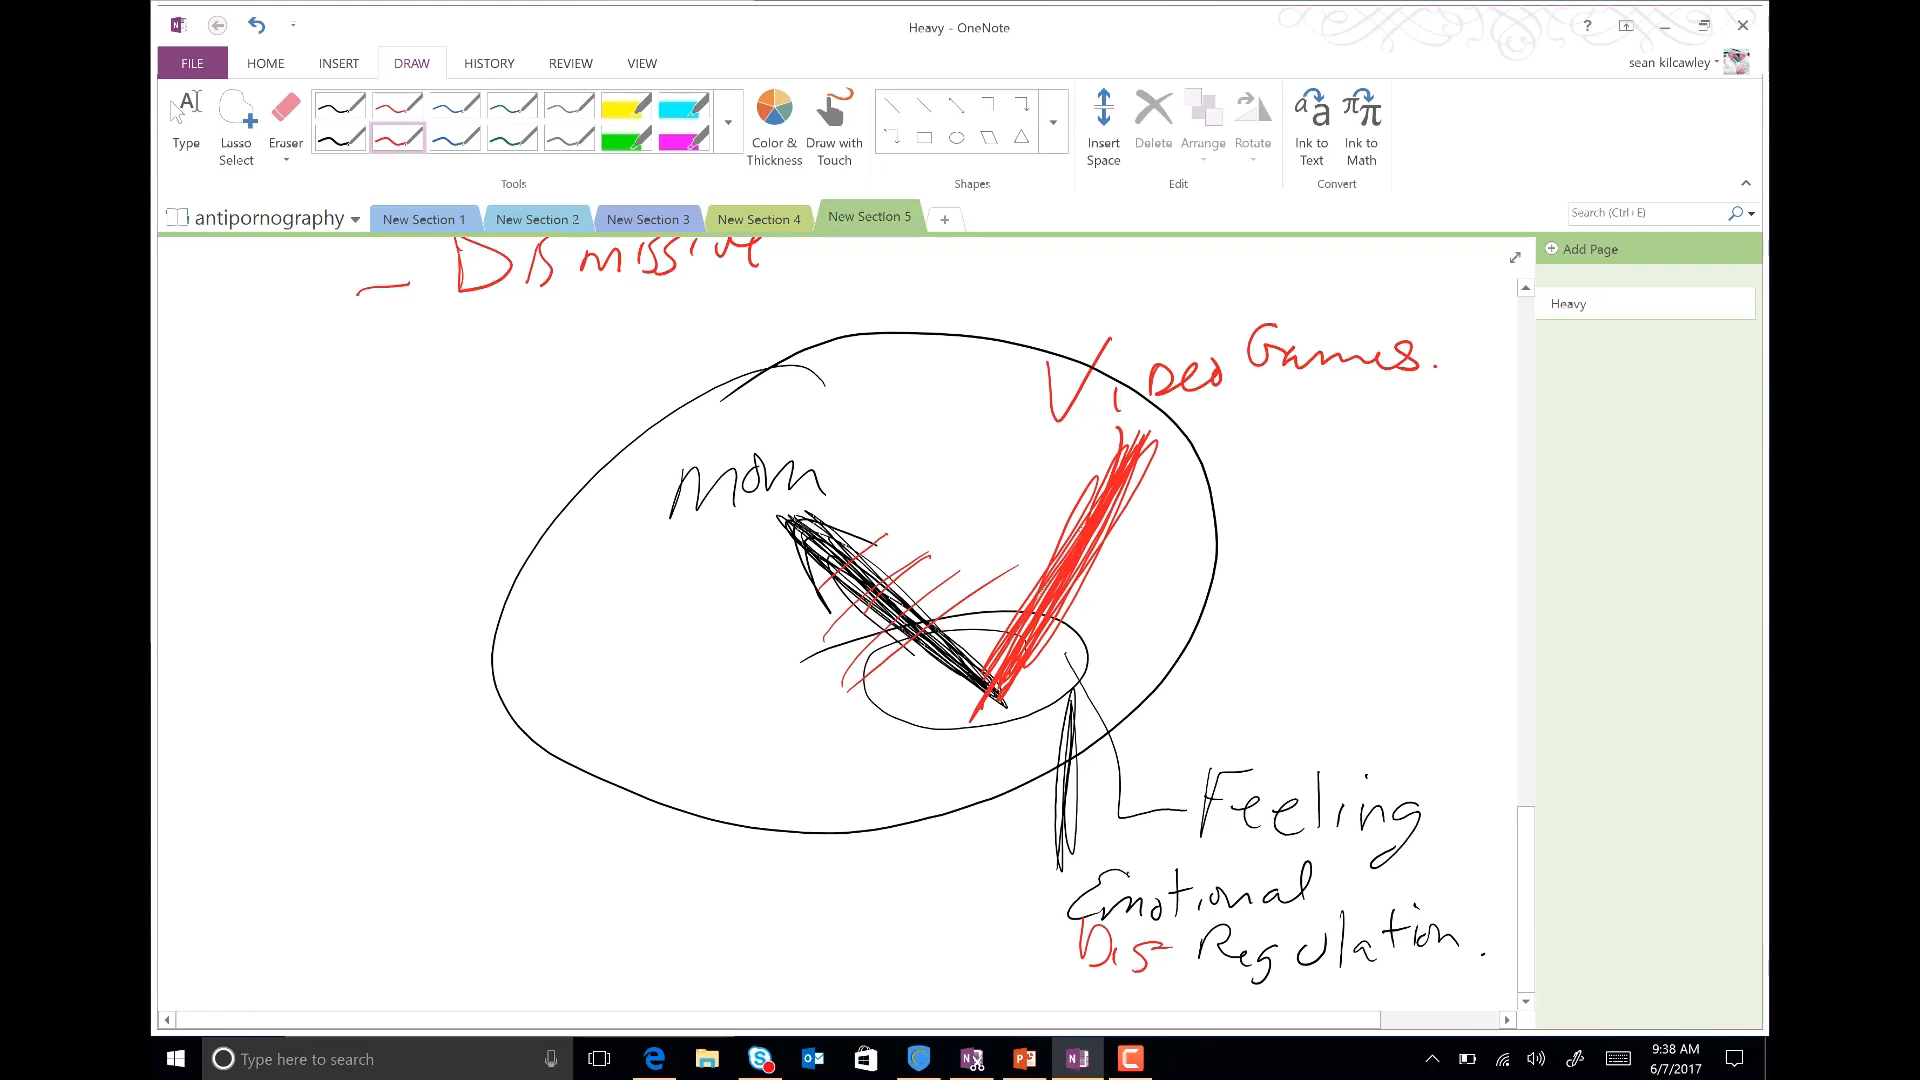 Heavy - OneNote
?
FILE HOME INSERT DRAW HISTORY REVIEW VIEW
sean kilcawley
Type
Lasso Select
Eraser
Color & Thickness
Draw with Touch
Insert Space
Delete
Arrange
Rotate
Ink to Text
Ink to Math
Tools
Shapes
Edit
Convert
antipornography
New Section 1
New Section 2
New Section 3
New Section 4
New Section 5
Search (Ctrl+E)
Add Page
Heavy
- Dismissive
Video Games.
mom
Feeling
Emotional
Dis- Regulation.
Type here to search
9:38 AM
6/7/2017